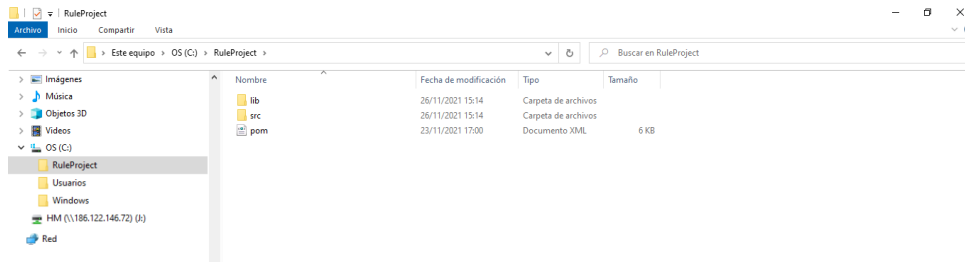 RuleProject
Archivo Inicio Compartir Vista
Este equipo > OS (C:) > RuleProject >
Buscar en RuleProject
Imágenes
Música
Objetos 3D
Videos
OS (C:)
RuleProject
Usuarios
Windows
HM (\\186.122.146.72) (J:)
Red
Nombre Fecha de modificación Tipo Tamaño
lib 26/11/2021 15:14 Carpeta de archivos
src 26/11/2021 15:14 Carpeta de archivos
pom 23/11/2021 17:00 Documento XML 6 KB